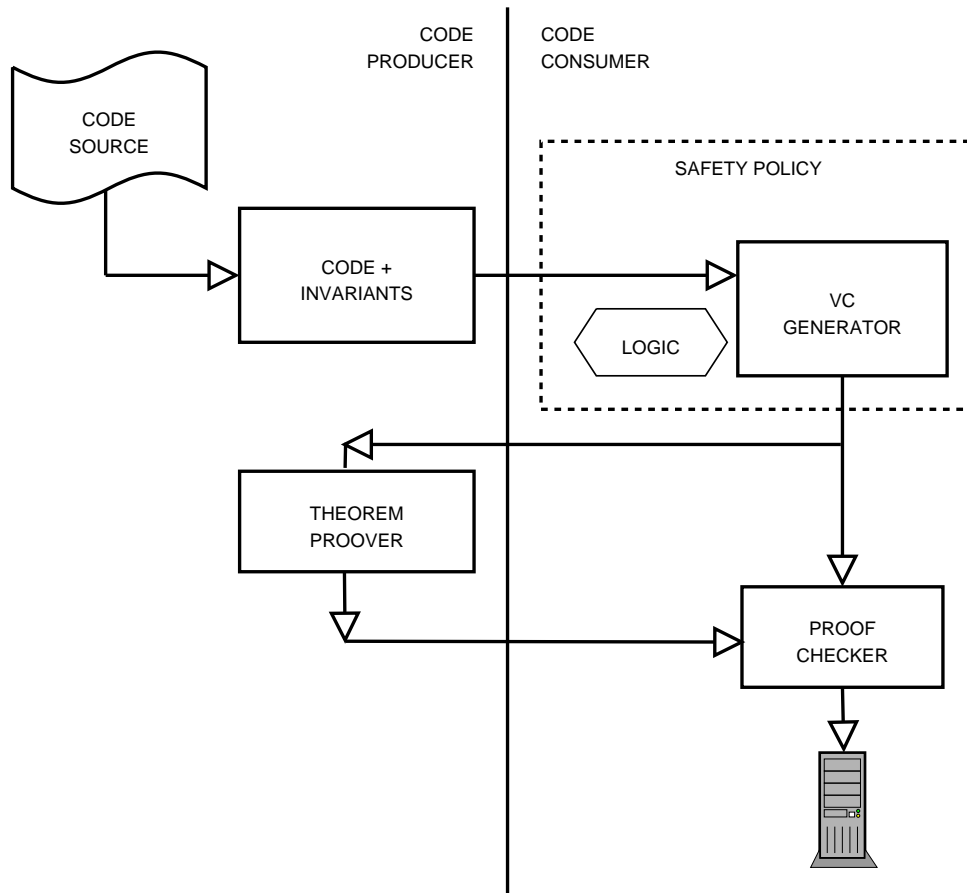 CODE
PRODUCER
CODE
CONSUMER
CODE
SOURCE
SAFETY POLICY
CODE +
INVARIANTS
VC
GENERATOR
LOGIC
THEOREM
PROOVER
PROOF
CHECKER